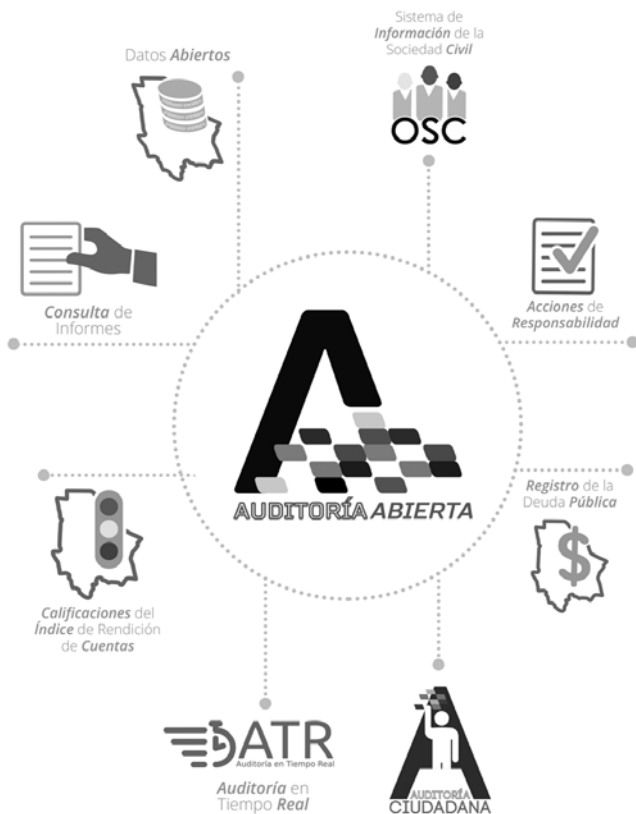 Sistema de
Información de la
Sociedad Civil
OSC
Datos Abiertos
Consulta de
Informes
Acciones de
Responsabilidad
AUDITORÍA ABIERTA
Registro de la
Deuda Pública
$
Calificaciones del
Índice de Rendición
de Cuentas
ATR
Auditoría en Tiempo Real
Auditoría en
Tiempo Real
AUDITORÍA
CIUDADANA